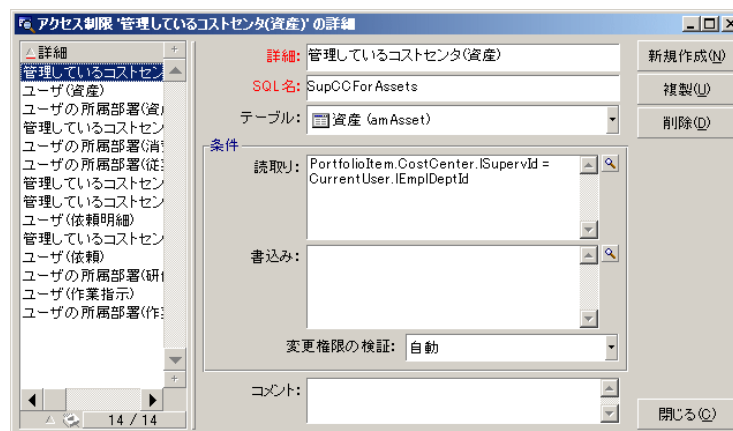 アクセス制限 '管理しているコストセンタ(資産)' の詳細
詳細
管理しているコストセン
ユーザ(資産)
ユーザの所属部署(資
管理しているコストセン
ユーザの所属部署(消
ユーザの所属部署(従
管理しているコストセン
管理しているコストセン
ユーザ(依頼明細)
管理しているコストセン
ユーザ(依頼)
ユーザの所属部署(研
ユーザ(作業指示)
ユーザの所属部署(作
14 / 14
詳細: 管理しているコストセンタ(資産)
SQL名: SupCCForAssets
テーブル: 資産 (amAsset)
条件
読取り: PortfolioItem.CostCenter.lSupervId =
CurrentUser.lEmplDeptId
書込み:
変更権限の検証: 自動
コメント:
新規作成(N)
複製(U)
削除(D)
閉じる(C)